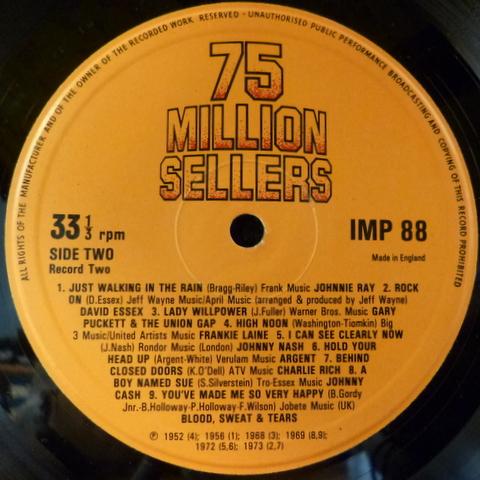 ALL RIGHTS OF THE MANUFACTURER AND OF THE OWNER OF THE RECORDED WORK RESERVED - UNAUTHORISED PUBLIC PERFORMANCE BROADCASTING AND COPYING OF THIS RECORD PROHIBITED
75
MILLION
SELLERS
33 1/3 rpm
IMP 88
SIDE TWO
Record Two
Made in England
1. JUST WALKING IN THE RAIN (Bragg-Riley) Frank Music JOHNNIE RAY 2. ROCK
ON (D.Essex) Jeff Wayne Music/April Music (arranged & produced by Jeff Wayne)
DAVID ESSEX 3. LADY WILLPOWER (J.Fuller) Warner Bros. Music GARY
PUCKETT & THE UNION GAP 4. HIGH NOON (Washington-Tiomkin) Big
3 Music/United Artists Music FRANKIE LAINE 5. I CAN SEE CLEARLY NOW
(J.Nash) Rondor Music (London) JOHNNY NASH 6. HOLD YOUR
HEAD UP (Argent-White) Verulam Music ARGENT 7. BEHIND
CLOSED DOORS (K.O'Dell) ATV Music CHARLIE RICH 8. A
BOY NAMED SUE (S.Silverstein) Tro-Essex Music JOHNNY
CASH 9. YOU'VE MADE ME SO VERY HAPPY (B.Gordy
Jnr.-B.Holloway-P.Holloway-F.Wilson) Jobete Music (UK)
BLOOD, SWEAT & TEARS
℗ 1952 (4); 1956 (1); 1968 (3); 1969 (8,9);
1972 (5,6); 1973 (2,7)